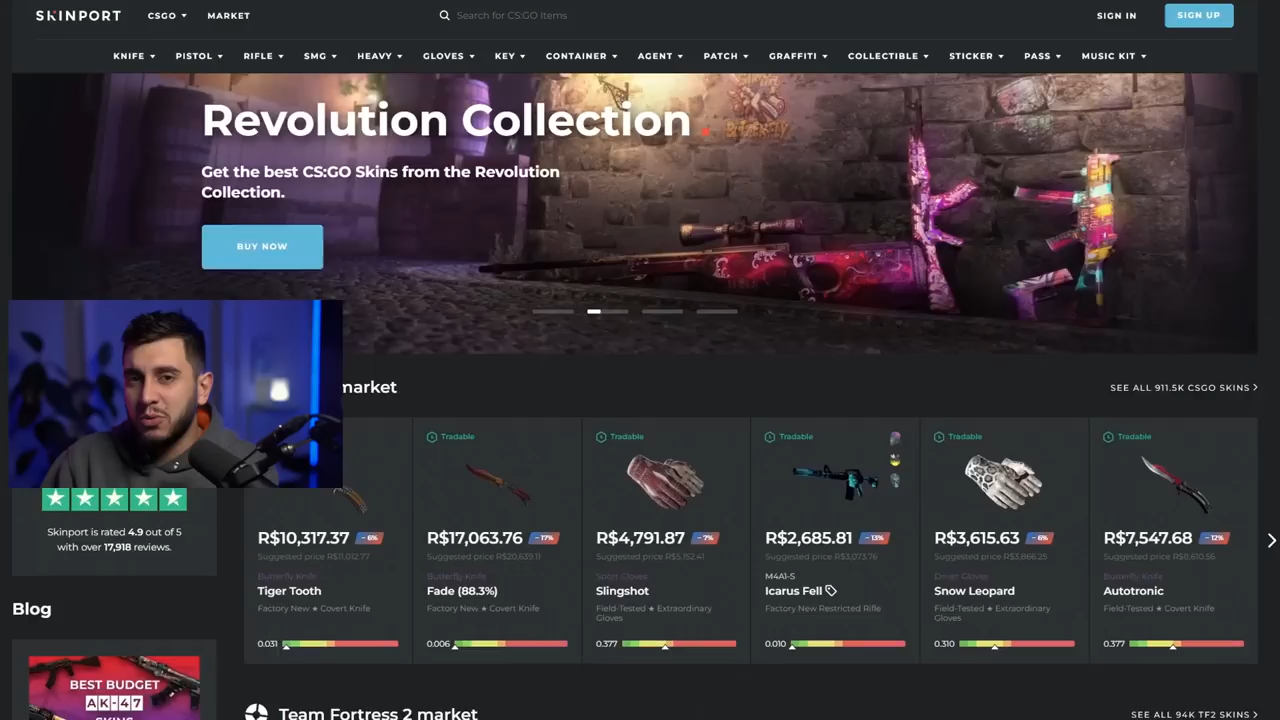 SKINPORT
CSGO
MARKET
Search for CS:GO Items
SIGN IN
SIGN UP
KNIFE
PISTOL
RIFLE
SMG
HEAVY
GLOVES
KEY
CONTAINER
AGENT
PATCH
GRAFFITI
COLLECTIBLE
STICKER
PASS
MUSIC KIT
Revolution Collection.
Get the best CS:GO Skins from the Revolution
Collection.
BUY NOW
market
SEE ALL 911.5K CSGO SKINS
Tradable
Tradable
Tradable
Tradable
Tradable
R$10,317.37 - 6%
Suggested price R$11,012.77
Butterfly Knife
Tiger Tooth
Factory New ★ Covert Knife
0.031
R$17,063.76 - 17%
Suggested price R$20,639.11
Butterfly Knife
Fade (88.3%)
Factory New ★ Covert Knife
0.006
R$4,791.87 - 7%
Suggested price R$5,152.41
Sport Gloves
Slingshot
Field-Tested ★ Extraordinary
Gloves
0.377
R$2,685.81 - 13%
Suggested price R$3,073.76
M4A1-S
Icarus Fell
Factory New Restricted Rifle
0.010
R$3,615.63 - 6%
Suggested price R$3,866.25
Driver Gloves
Snow Leopard
Field-Tested ★ Extraordinary
Gloves
0.310
R$7,547.68 - 12%
Suggested price R$8,610.56
Butterfly Knife
Autotronic
Field-Tested ★ Covert Knife
0.377
Skinport is rated 4.9 out of 5
with over 17,918 reviews.
Blog
BEST BUDGET
AK-47
SKINS
Team Fortress 2 market
SEE ALL 94K TF2 SKINS